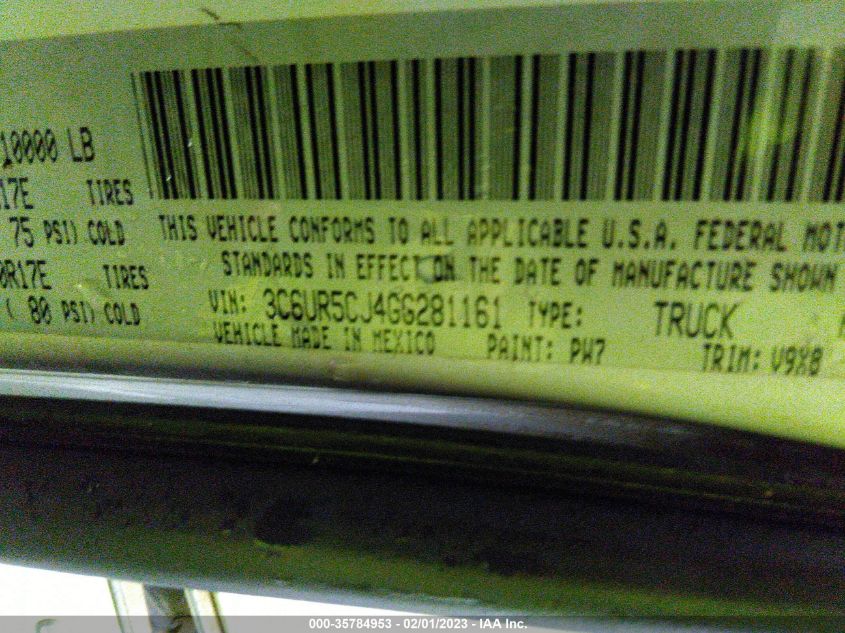 10000 LB
17E TIRES
75 PSI) COLD
0R17E TIRES
( 80 PSI) COLD
THIS VEHICLE CONFORMS TO ALL APPLICABLE U.S.A. FEDERAL MOT
STANDARDS IN EFFECT ON THE DATE OF MANUFACTURE SHOWN
VIN: 3C6UR5CJ4GG281161 TYPE: TRUCK
VEHICLE MADE IN MEXICO PAINT: PW7 TRIM: V9X8
000-35784953 - 02/01/2023 - IAA Inc.